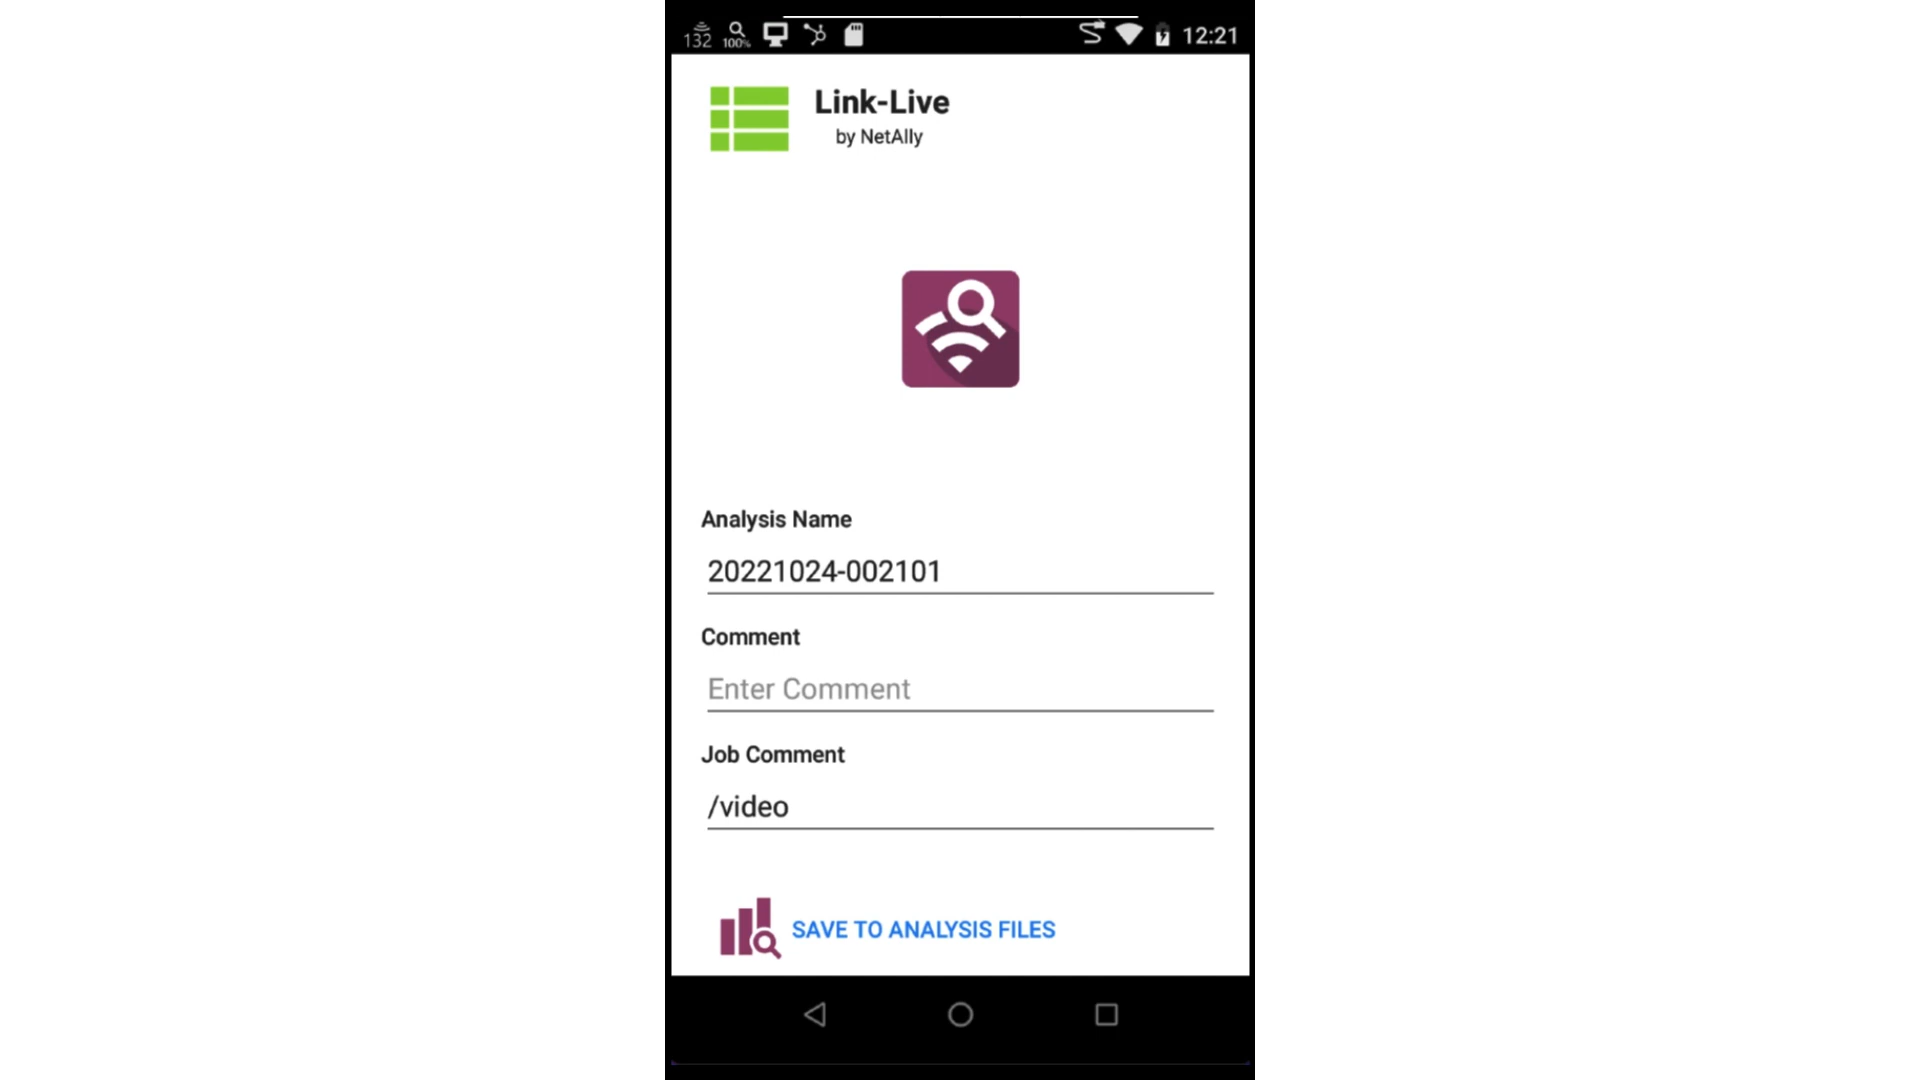 132 100% 12:21
Link-Live
by NetAlly
Analysis Name
20221024-002101
Comment
Enter Comment
Job Comment
/video
SAVE TO ANALYSIS FILES